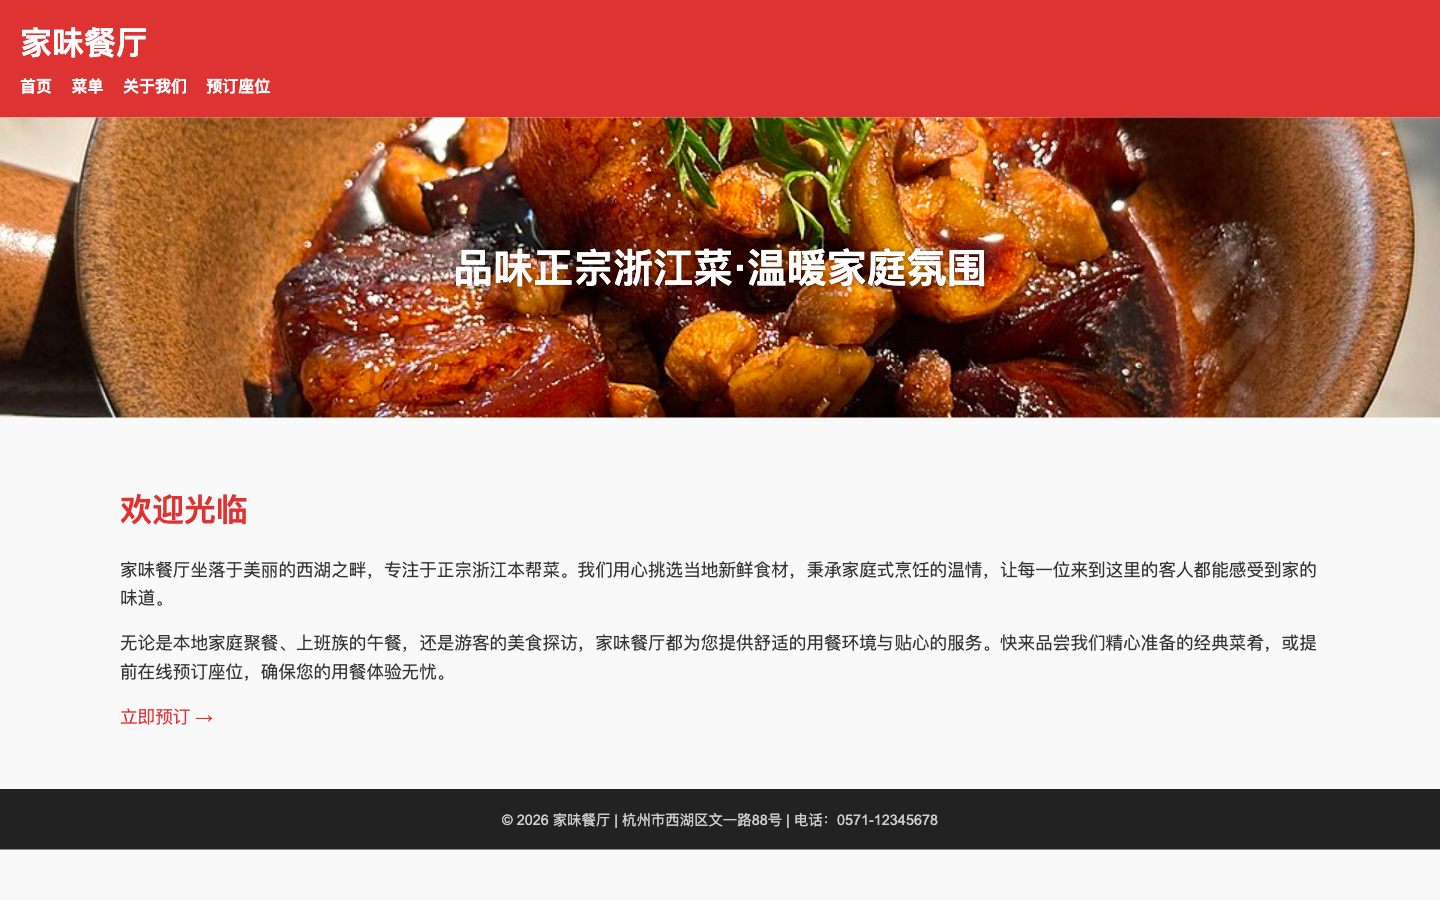 家味餐厅
首页 菜单 关于我们 预订座位
品味正宗浙江菜·温暖家庭氛围
欢迎光临
家味餐厅坐落于美丽的西湖之畔，专注于正宗浙江本帮菜。我们用心挑选当地新鲜食材，秉承家庭式烹饪的温情，让每一位来到这里的客人都能感受到家的
味道。
无论是本地家庭聚餐、上班族的午餐，还是游客的美食探访，家味餐厅都为您提供舒适的用餐环境与贴心的服务。快来品尝我们精心准备的经典菜肴，或提
前在线预订座位，确保您的用餐体验无忧。
立即预订 →
© 2026 家味餐厅 | 杭州市西湖区文一路88号 | 电话：0571-12345678